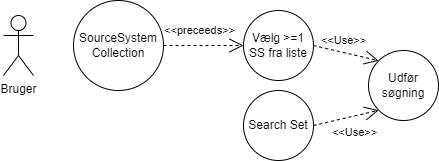 SourceSystem
Collection
<<preceeds>>
Vælg >=1
SS fra liste
<<Use>>
Bruger
Udfør
søgning
Search Set
<<Use>>